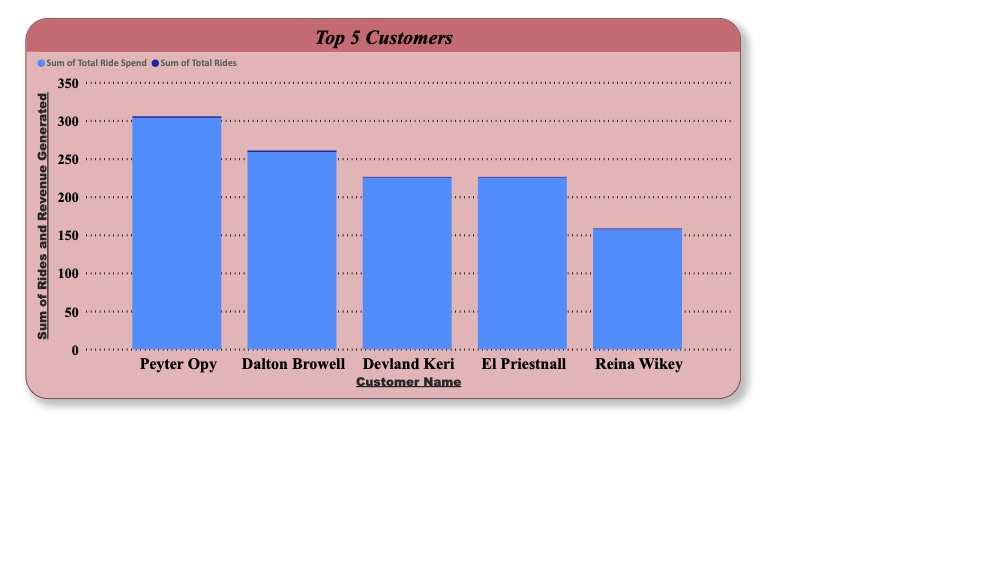 Top 5 Customers
Sum of Total Ride Spend Sum of Total Rides
Sum of Rides and Revenue Generated
350
300
250
200
150
100
50
0
Peyter Opy Dalton Browell Devland Keri El Priestnall Reina Wikey
Customer Name